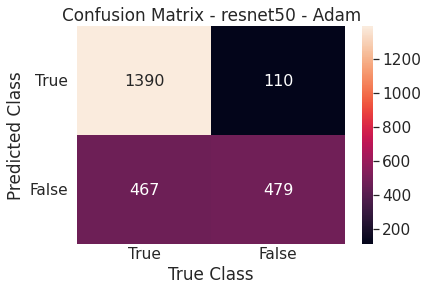 Confusion Matrix - resnet50 - Adam
Predicted Class
True 1390 110
False 467 479
True False
True Class
1200
1000
800
600
400
200